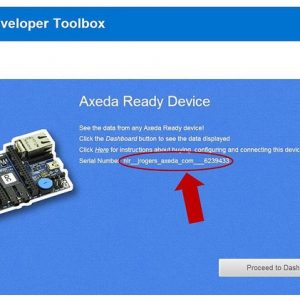 veloper Toolbox
Axeda Ready Device
See the data from any Axeda Ready device!
Click the Dashboard button to see the data displayed
Click Here for instructions about buying, configuring and connecting this devic
Serial Number: nlr__jrogers_axeda_com___6239433
Proceed to Dash